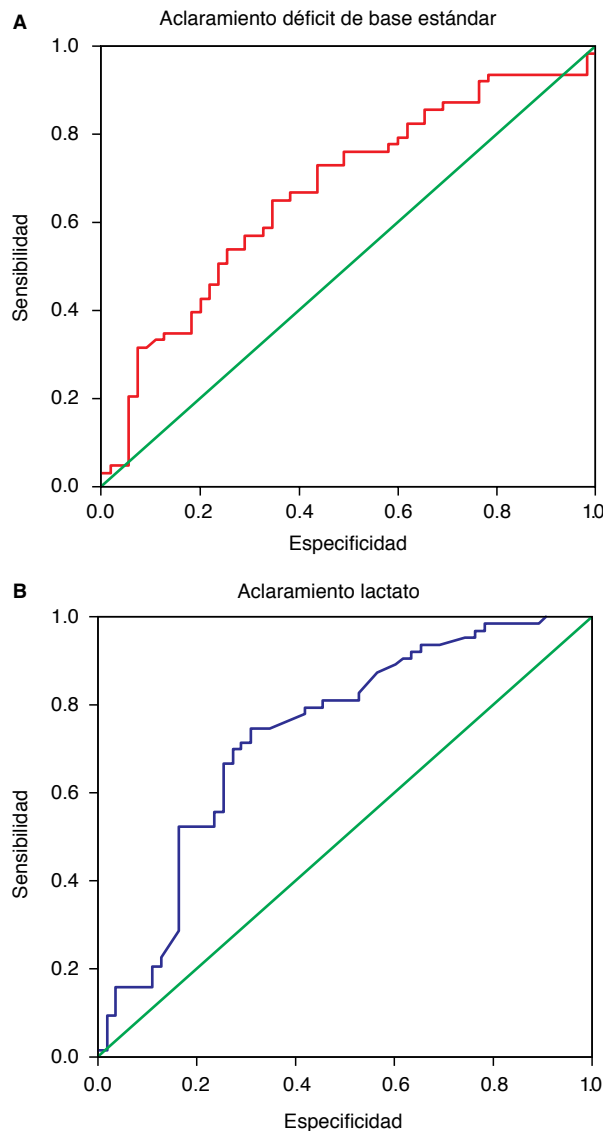 A
Aclaramiento déficit de base estándar
1.0
0.8
0.6
0.4
0.2
0.0
Sensibilidad
0.0 0.2 0.4 0.6 0.8 1.0
Especificidad
B
Aclaramiento lactato
1.0
0.8
0.6
0.4
0.2
0.0
Sensibilidad
0.0 0.2 0.4 0.6 0.8 1.0
Especificidad